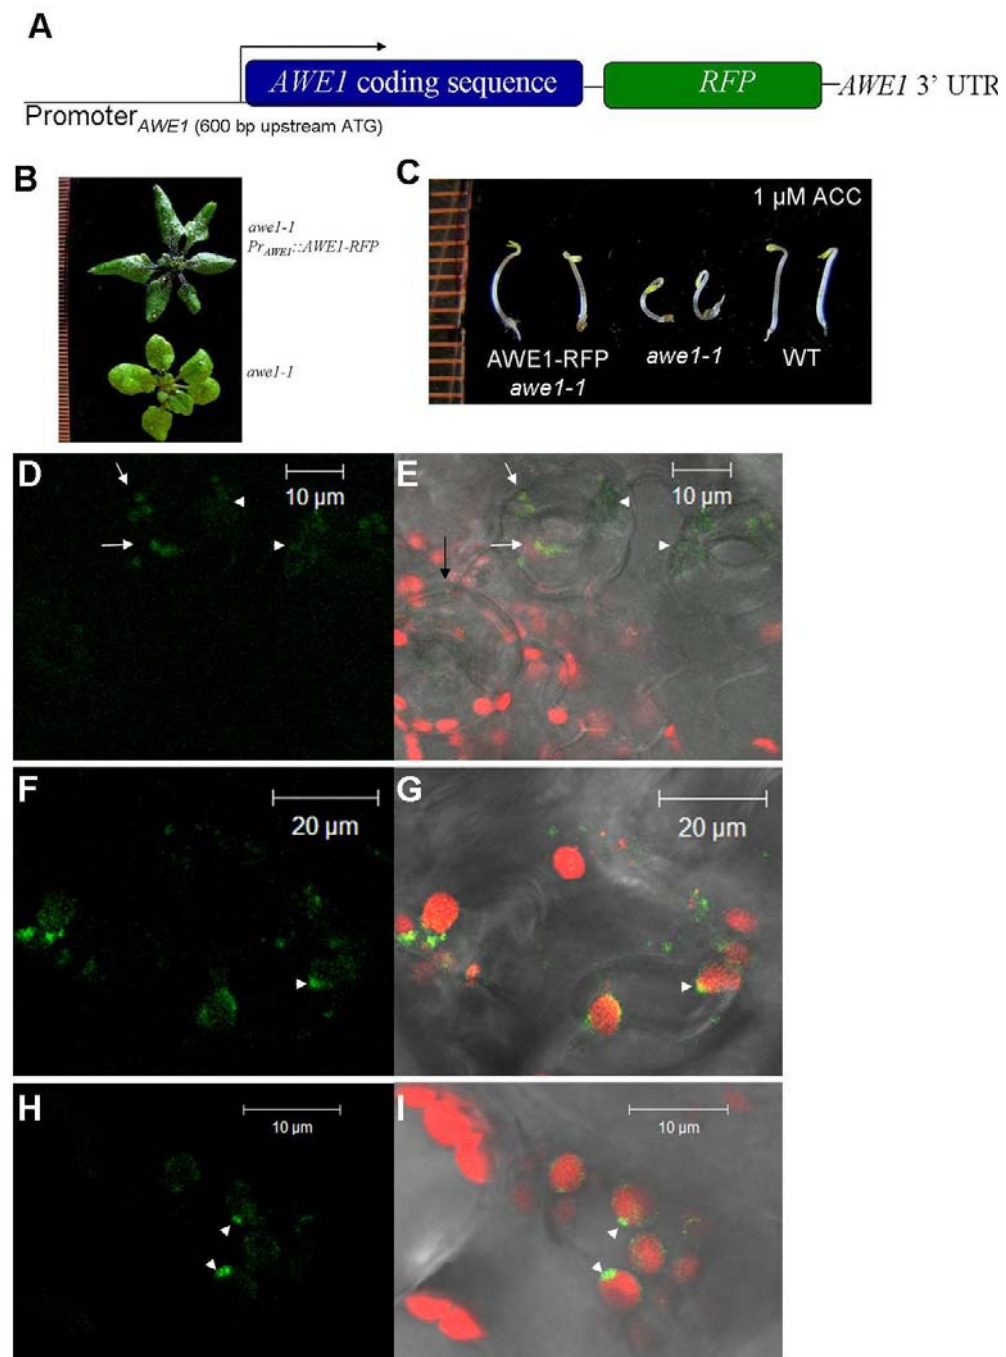 A
AWE1 coding sequence
RFP
AWE1 3' UTR
Promoter AWE1 (600 bp upstream ATG)
B
awe1-1
PrAWE1::AWE1-RFP
awe1-1
C
1 µM ACC
AWE1-RFP
awe1-1
awe1-1
WT
D
10 µm
E
10 µm
F
20 µm
G
20 µm
H
10 µm
I
10 µm